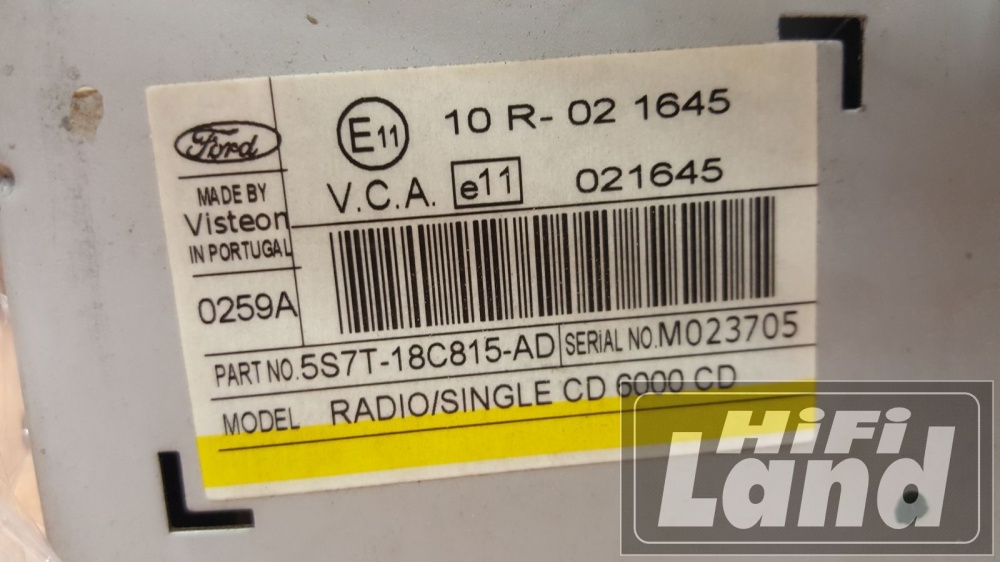 Ford
E11 10 R- 02 1645
V.C.A. e11 021645
MADE BY
Visteon
IN PORTUGAL
0259A
PART NO. 5S7T-18C815-AD SERIAL NO. M023705
MODEL RADIO/SINGLE CD 6000 CD
HiFi
Land